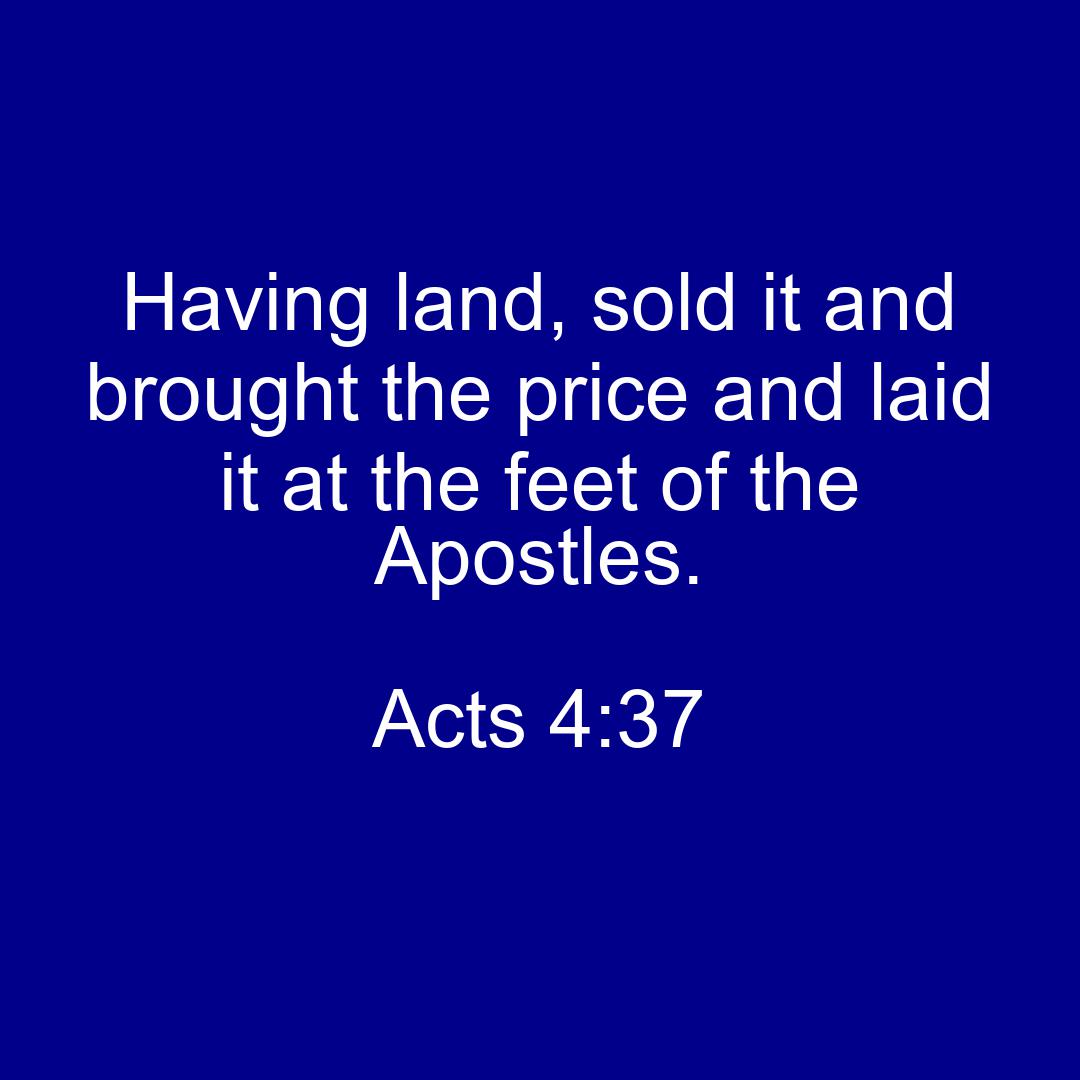 Having land, sold it and
brought the price and laid
it at the feet of the
Apostles.
Acts 4:37